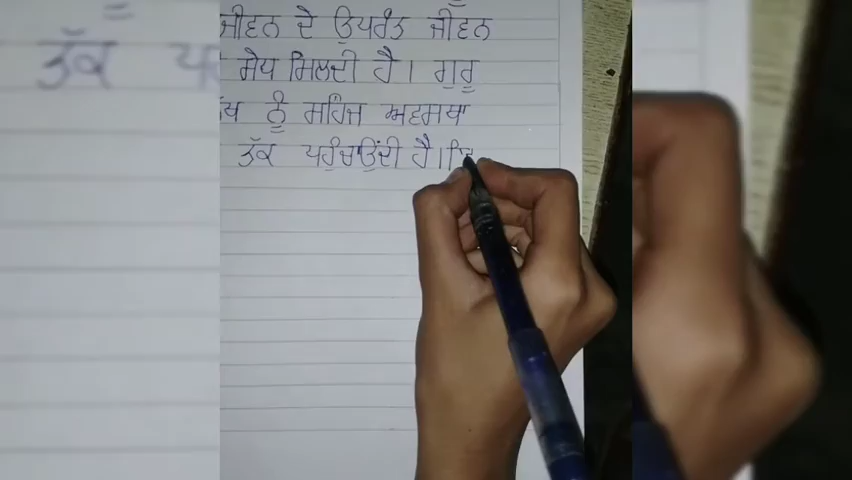 ਜੀਵਨ ਦੇ ਉਪਰੰਤ ਜੀਵਨ
ਸੇਧ ਮਿਲਦੀ ਹੈ। ਗੁਰੂ
ਨੂੰ ਸਹਿਜ ਅਵਸਥਾ
ਤੱਕ ਪਹੁੰਚਾਉਂਦੀ ਹੈ।